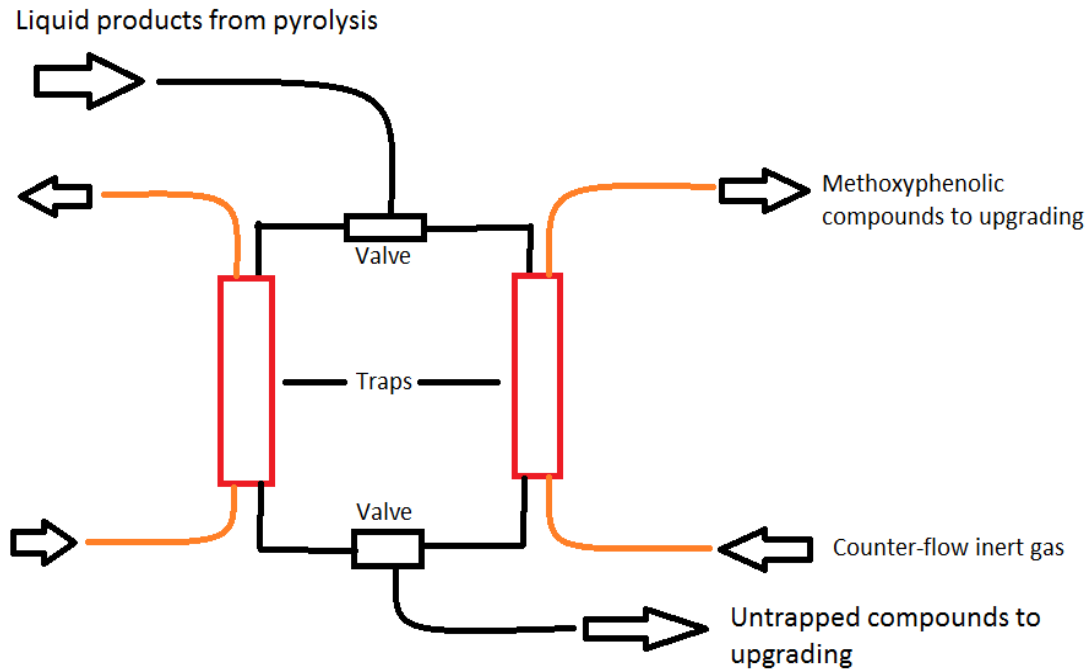 Liquid products from pyrolysis
Methoxyphenolic
compounds to upgrading
Valve
Traps
Valve
Counter-flow inert gas
Untrapped compounds to
upgrading